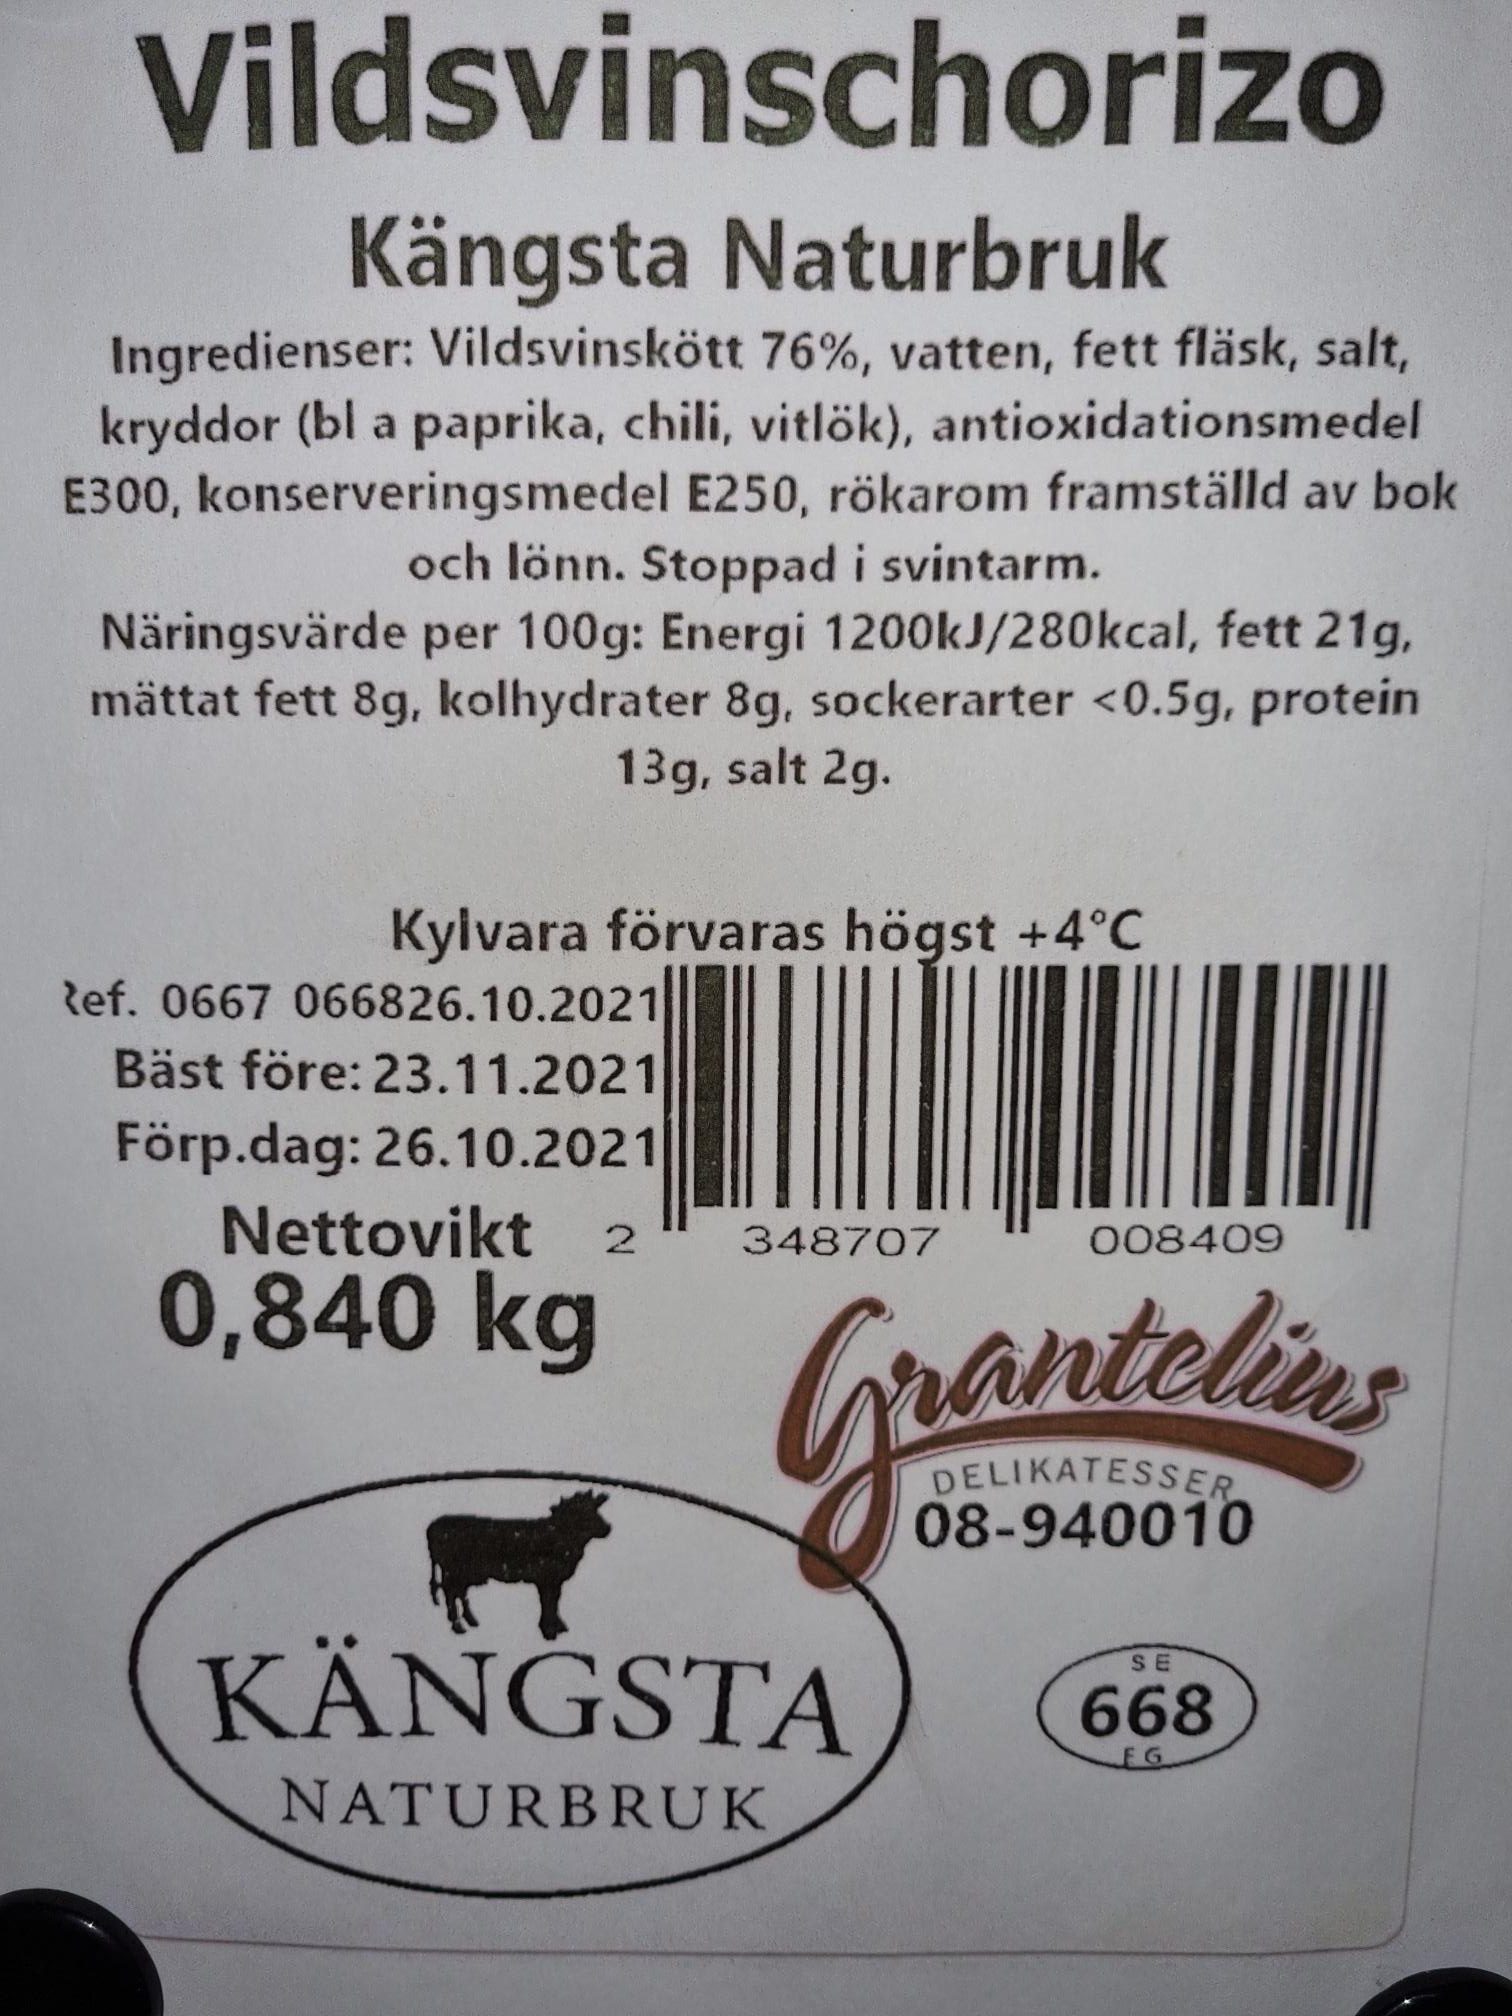 Vildsvinschorizo
Kängsta Naturbruk
Ingredienser: Vildsvinskött 76%, vatten, fett fläsk, salt,
kryddor (bl a paprika, chili, vitlök), antioxidationsmedel
E300, konserveringsmedel E250, rökarom framställd av bok
och lönn. Stoppad i svintarm.
Näringsvärde per 100g: Energi 1200kJ/280kcal, fett 21g,
mättat fett 8g, kolhydrater 8g, sockerarter <0.5g, protein
13g, salt 2g.
Kylvara förvaras högst +4°C
Ref. 0667 066826.10.2021
Bäst före: 23.11.2021
Förp.dag: 26.10.2021
Nettovikt
0,840 kg
2 348707 008409
Grantelius
DELIKATESSER
08-940010
KÄNGSTA
NATURBRUK
SE
668
EG